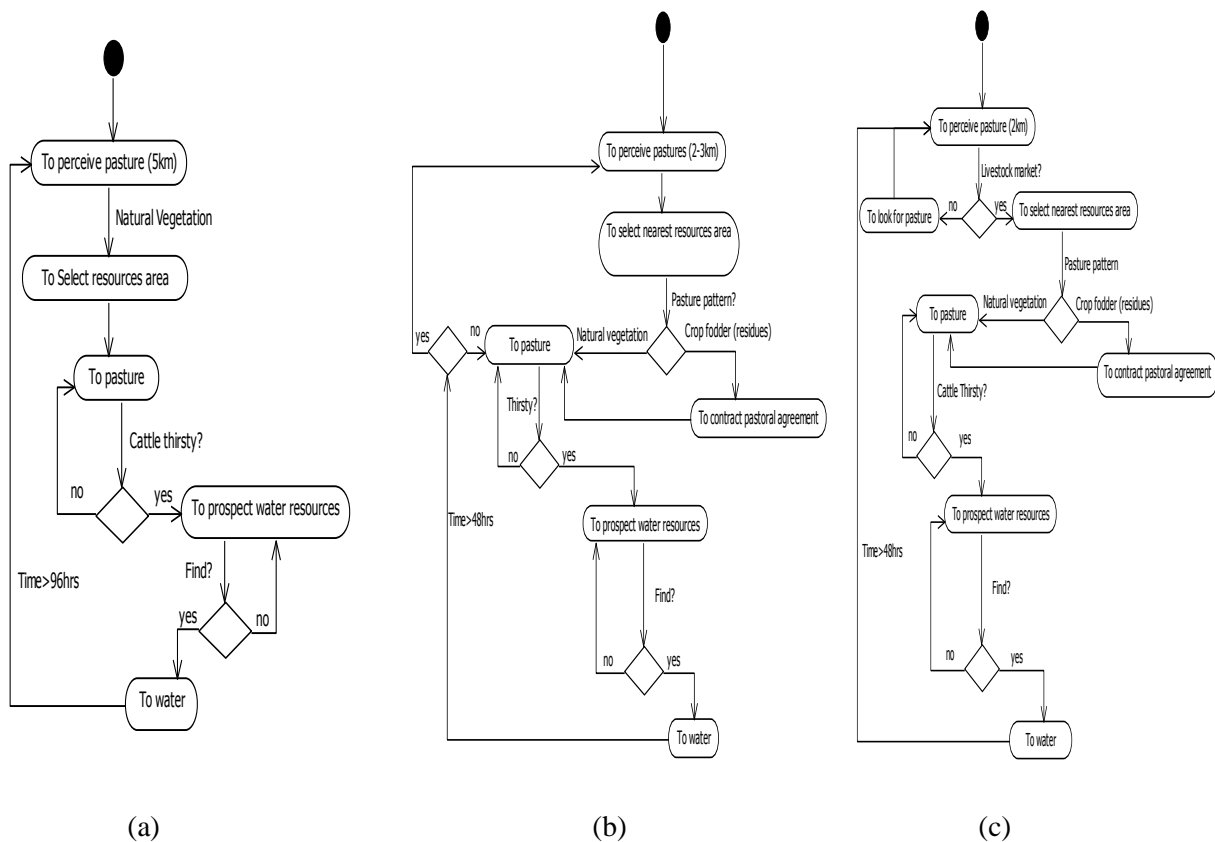 To perceive pasture (5km)
Natural Vegetation
To Select resources area
To pasture
Cattle thirsty?
no
yes
To prospect water resources
Find?
Time>96hrs
yes
no
To water
(a)
To perceive pastures (2-3km)
To select nearest resources area
Pasture pattern?
yes
no
To pasture
Natural vegetation
Crop fodder (residues)
Thirsty?
To contract pastoral agreement
no
yes
To prospect water resources
Time>48hrs
Find?
no
yes
To water
(b)
To perceive pasture (2km)
Livestock market?
To look for pasture
no
yes
To select nearest resources area
Pasture pattern
Natural vegetation
Crop fodder (residues)
To pasture
To contract pastoral agreement
Cattle Thirsty?
no
yes
To prospect water resources
Time>48hrs
Find?
no
yes
To water
(c)